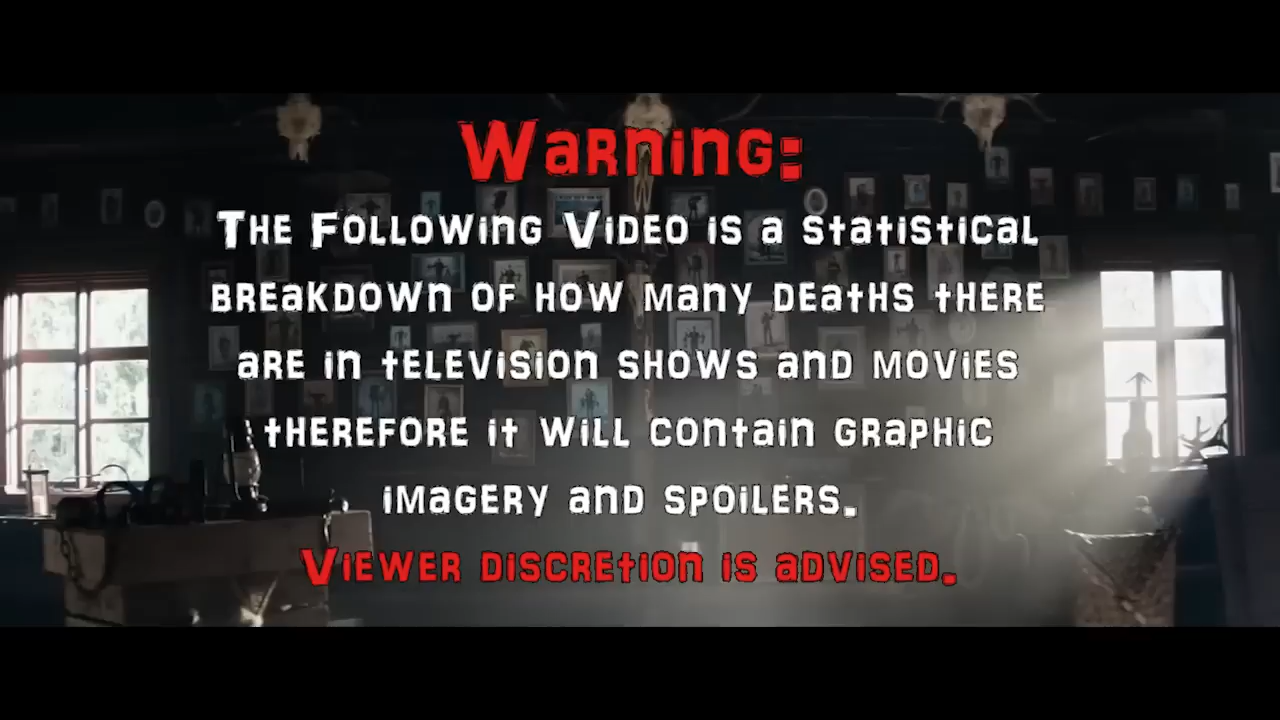 Warning:
The Following Video is a statistical
breakdown of how many deaths there
are in television shows and movies
therefore it will contain graphic
imagery and spoilers.
Viewer discretion is advised.